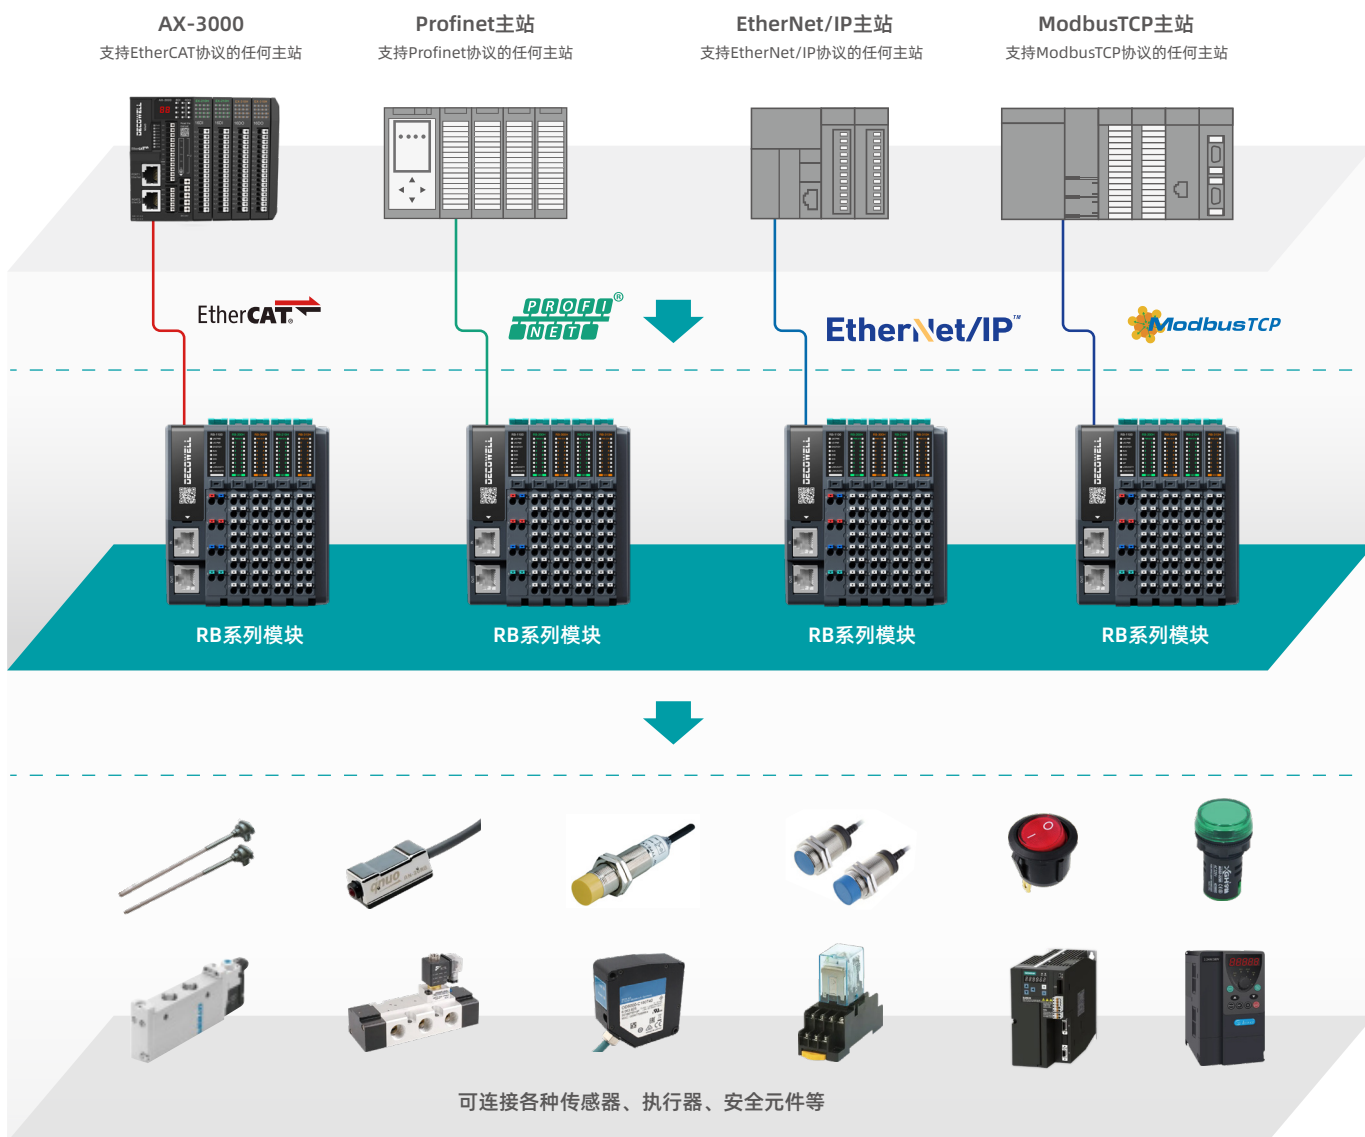 AX-3000
支持EtherCAT协议的任何主站
Profinet主站
支持Profinet协议的任何主站
EtherNet/IP主站
支持EtherNet/IP协议的任何主站
ModbusTCP主站
支持ModbusTCP协议的任何主站
DECOWELL
EtherCAT®
PROFI®
NET
EtherNet/IP™
ModbusTCP
DECOWELL
DECOWELL
DECOWELL
DECOWELL
RB系列模块
RB系列模块
RB系列模块
RB系列模块
可连接各种传感器、执行器、安全元件等